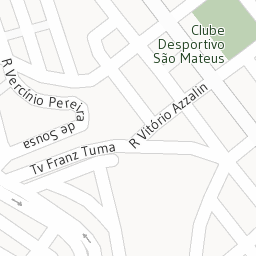 Clube
Desportivo
São Mateus
R Vercínio Pereira
de Sousa
R Vitório Azzalin
Tv Franz Tuma